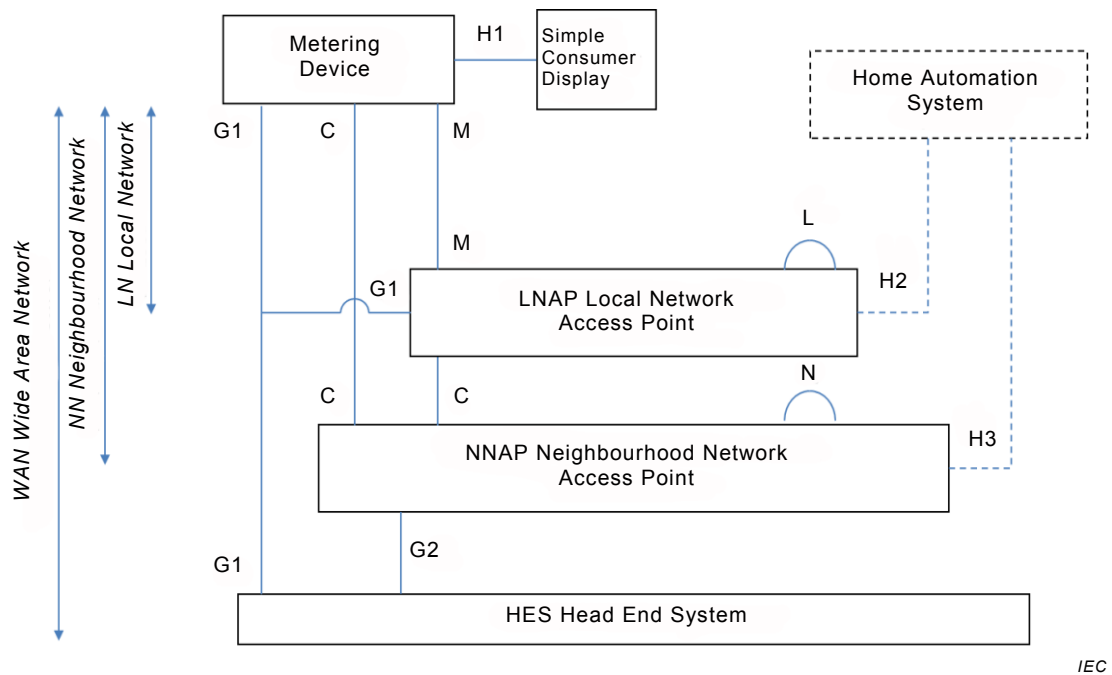 Metering
Device
H1
Simple
Consumer
Display
Home Automation
System
G1
C
M
WAN Wide Area Network
NN Neighbourhood Network
LN Local Network
M
L
G1
LNAP Local Network
Access Point
H2
C
C
N
NNAP Neighbourhood Network
Access Point
H3
G1
G2
HES Head End System
IEC